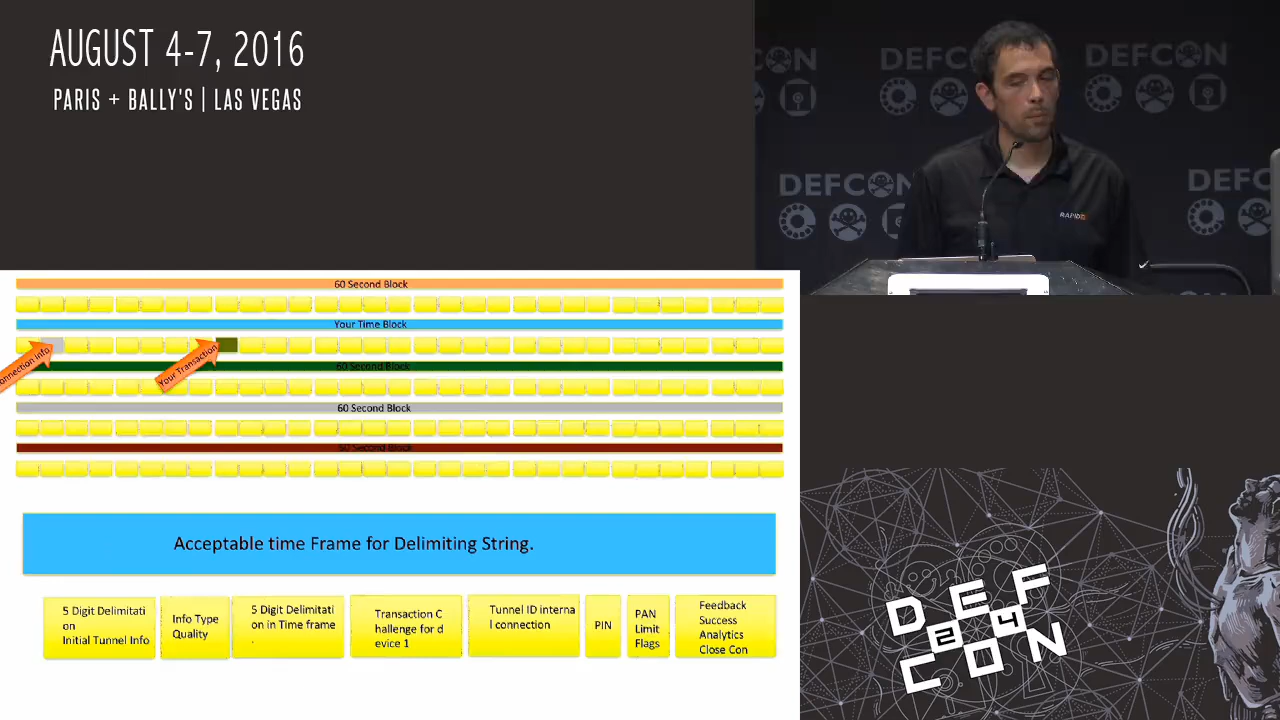 AUGUST 4-7, 2016
PARIS + BALLY'S | LAS VEGAS
DEFCON
DEFCON
DEFCON
DEFC
RAPID7
60 Second Block
Your Time Block
onnection Info
Your Transaction
60 Second Block
60 Second Block
60 Second Block
Acceptable time Frame for Delimiting String.
5 Digit Delimitati
on
Initial Tunnel Info
Info Type
Quality
5 Digit Delimitati
on in Time frame
.
Transaction C
hallenge for d
evice 1
Tunnel ID interna
l connection
PIN
PAN
Limit
Flags
Feedback
Success
Analytics
Close Con
DEF
24
CON